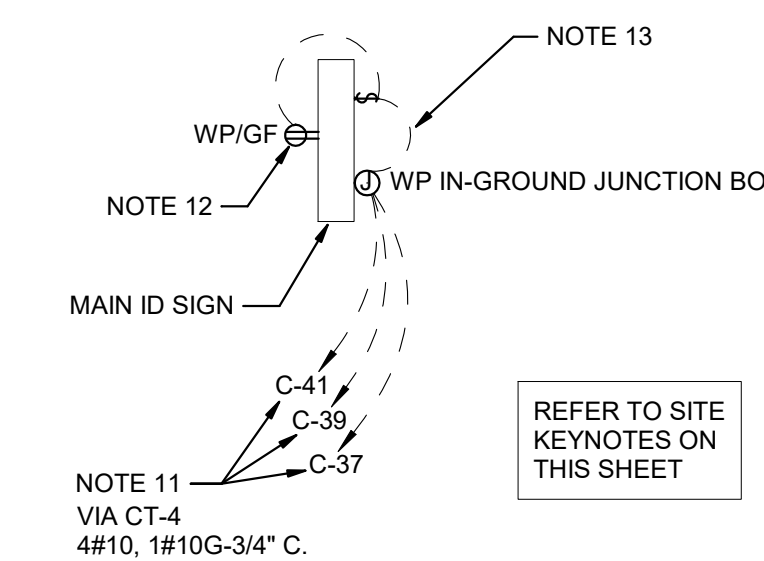 NOTE 13
WP/GF
S
J WP IN-GROUND JUNCTION BO
NOTE 12
MAIN ID SIGN
C-41
C-39
C-37
NOTE 11
VIA CT-4
4#10, 1#10G-3/4" C.
REFER TO SITE
KEYNOTES ON
THIS SHEET